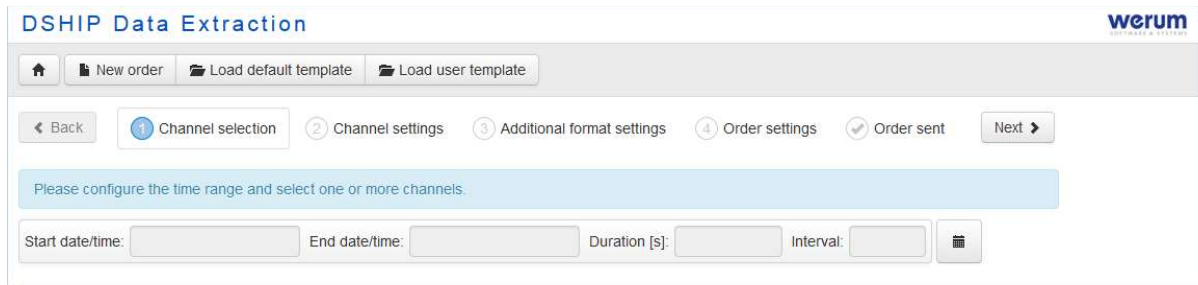 DSHIP Data Extraction
werum
SOFTWARE & SYSTEMS
New order Load default template Load user template
Back 1 Channel selection 2 Channel settings 3 Additional format settings 4 Order settings Order sent Next
Please configure the time range and select one or more channels.
Start date/time: End date/time: Duration [s]: Interval: